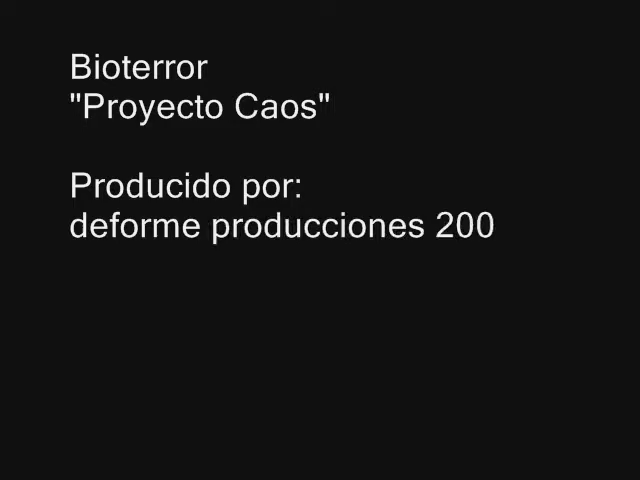 Bioterror
"Proyecto Caos"
Producido por:
deforme producciones 200